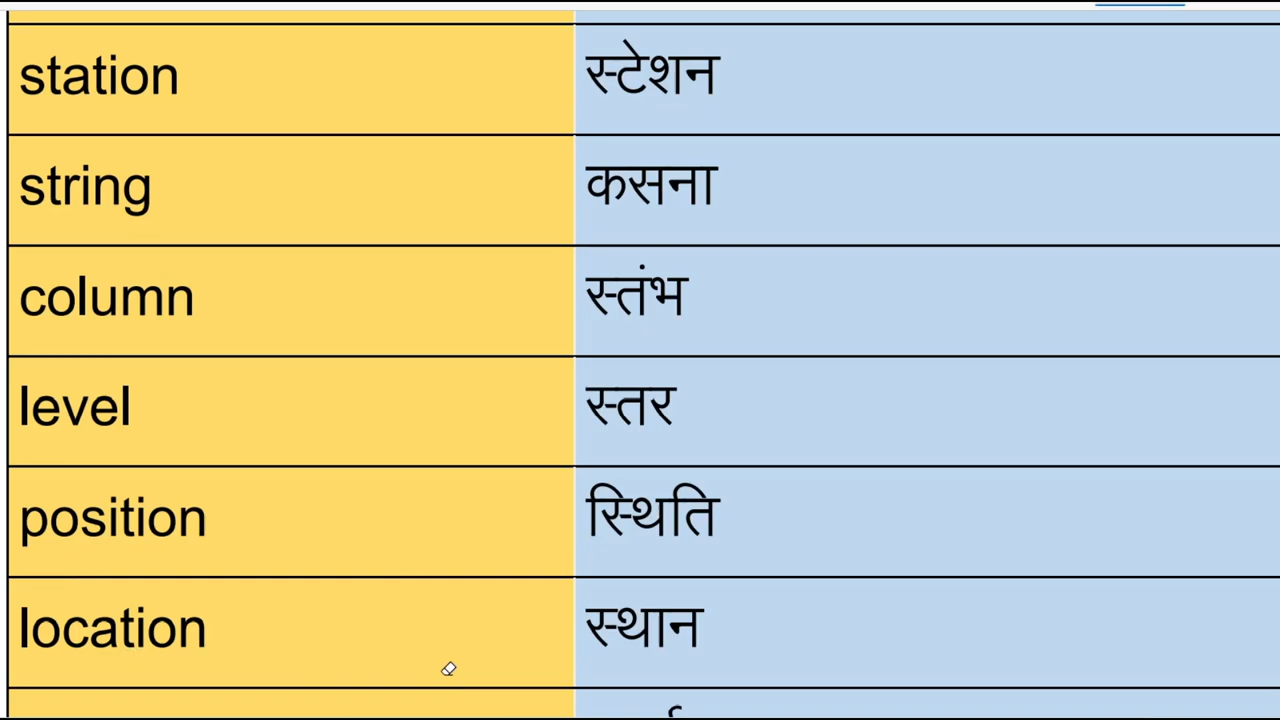 station स्टेशन
string कसना
column स्तंभ
level स्तर
position स्थिति
location स्थान